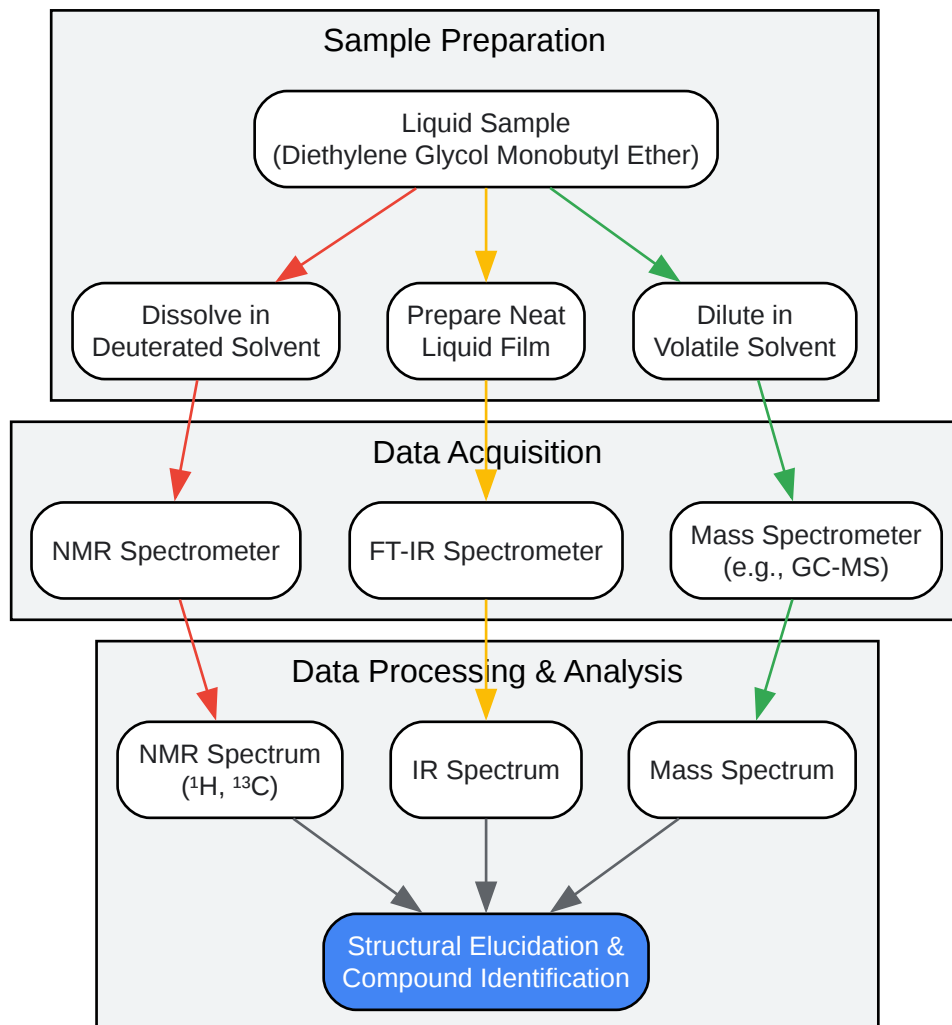 Sample Preparation
Liquid Sample
(Diethylene Glycol Monobutyl Ether)
Dissolve in
Deuterated Solvent
Prepare Neat
Liquid Film
Dilute in
Volatile Solvent
Data Acquisition
NMR Spectrometer
FT-IR Spectrometer
Mass Spectrometer
(e.g., GC-MS)
Data Processing & Analysis
NMR Spectrum
(¹H, ¹³C)
IR Spectrum
Mass Spectrum
Structural Elucidation &
Compound Identification